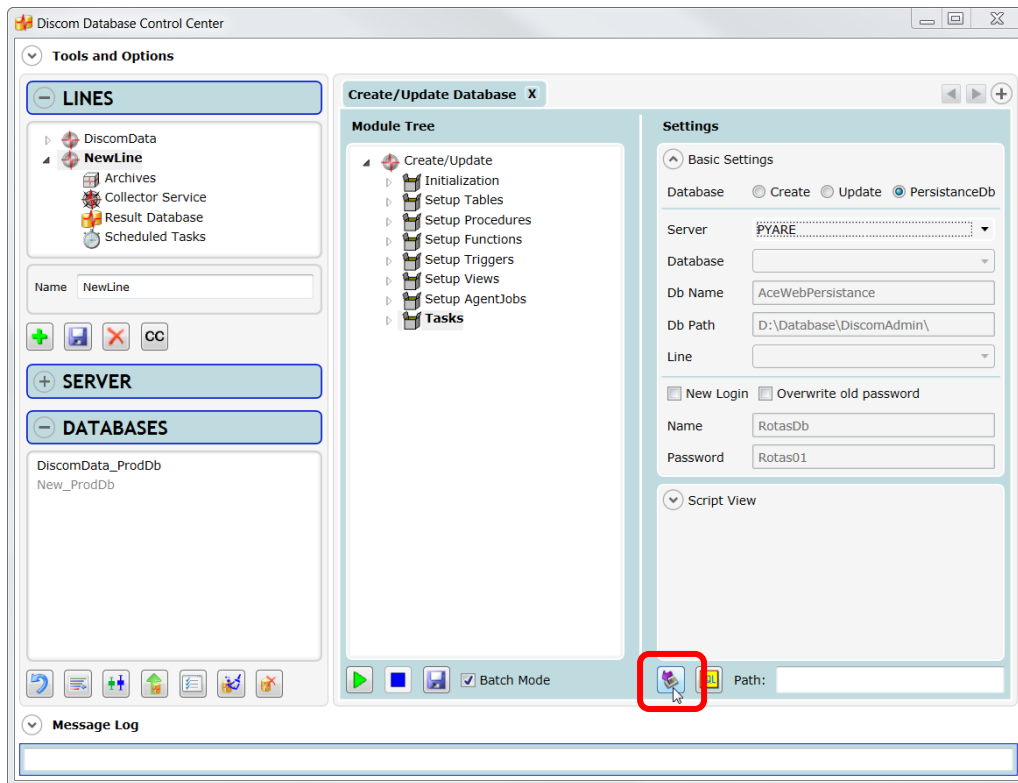 Discom Database Control Center
Tools and Options
LINES
DiscomData
NewLine
Archives
Collector Service
Result Database
Scheduled Tasks
Name NewLine
CC
SERVER
DATABASES
DiscomData_ProdDb
New_ProdDb
Create/Update Database X
Module Tree
Create/Update
Initialization
Setup Tables
Setup Procedures
Setup Functions
Setup Triggers
Setup Views
Setup AgentJobs
Tasks
Batch Mode
Settings
Basic Settings
Database Create Update PersistanceDb
Server PYARE
Database
Db Name AceWebPersistance
Db Path D:\Database\DiscomAdmin\
Line
New Login Overwrite old password
Name RotasDb
Password Rotas01
Script View
Path:
Message Log